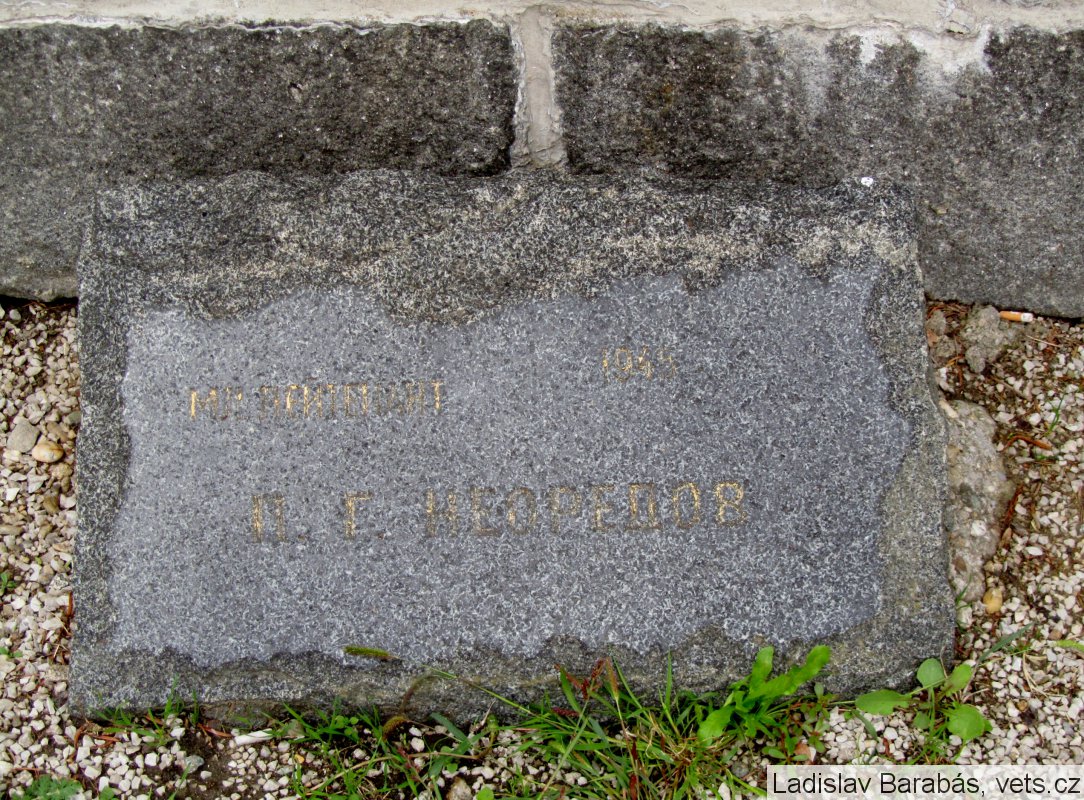 1945
МЛ. ЛЕЙТЕНАНТ
П. Г. НЕОРЕДОВ
Ladislav Barabás, vets.cz